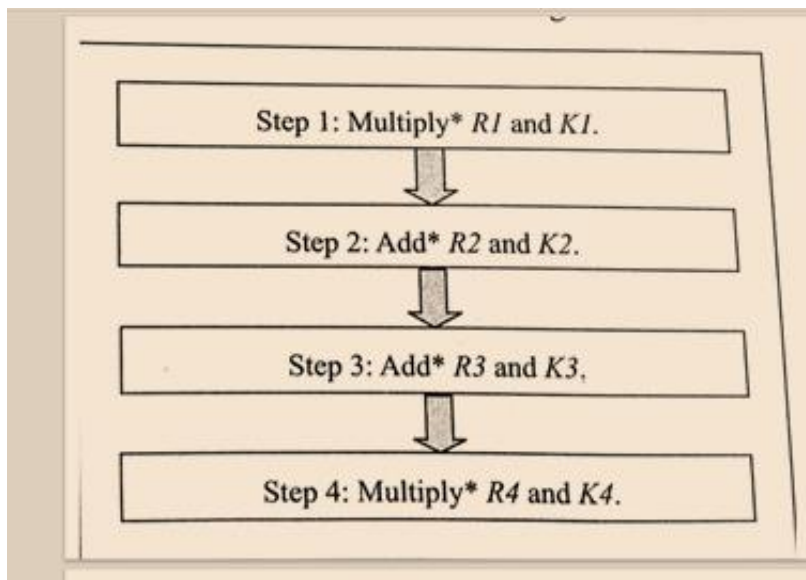 Step 1: Multiply* R1 and K1.
Step 2: Add* R2 and K2.
Step 3: Add* R3 and K3.
Step 4: Multiply* R4 and K4.